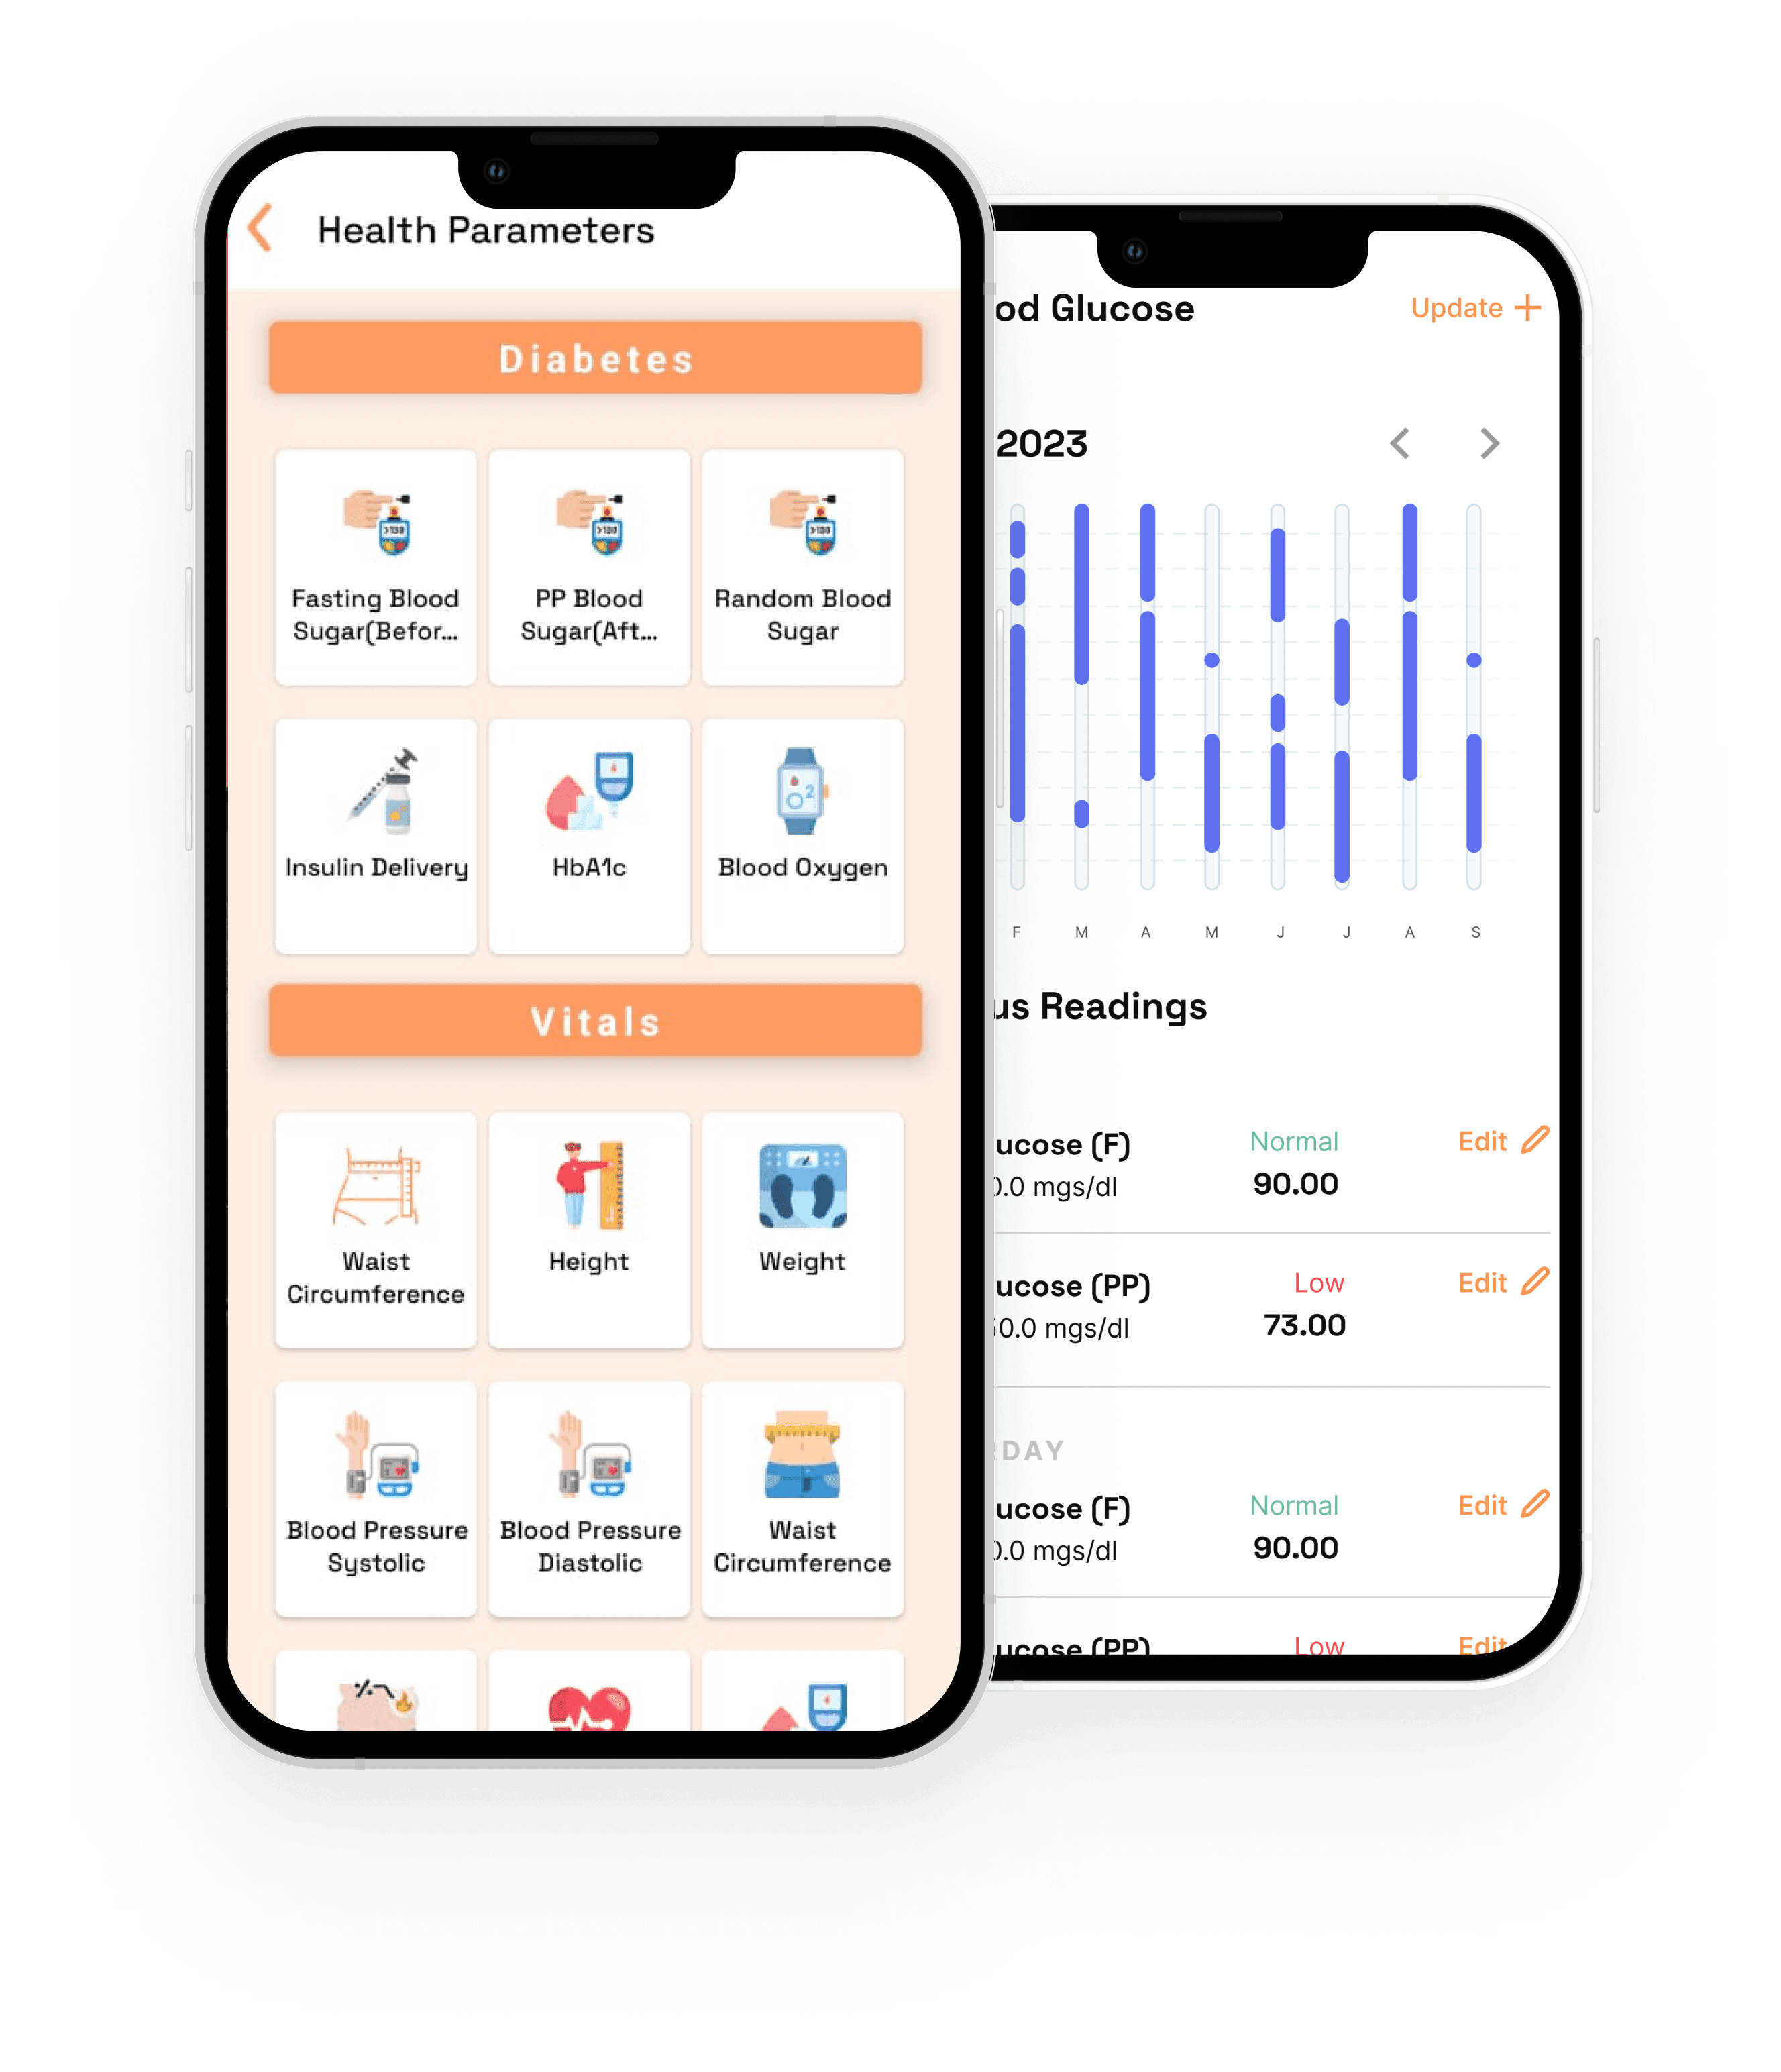 Health Parameters
Diabetes
Fasting Blood
Sugar(Befor...
PP Blood
Sugar(Aft...
Random Blood
Sugar
Insulin Delivery
HbA1c
Blood Oxygen
Vitals
Waist
Circumference
Height
Weight
Blood Pressure
Systolic
Blood Pressure
Diastolic
Waist
Circumference
od Glucose
Update +
2023
F M A M J J A S
us Readings
ucose (F)
Normal
Edit
0.0 mgs/dl
90.00
ucose (PP)
Low
Edit
0.0 mgs/dl
73.00
RDAY
ucose (F)
Normal
Edit
0.0 mgs/dl
90.00
ucose (PP)
Low
Edit